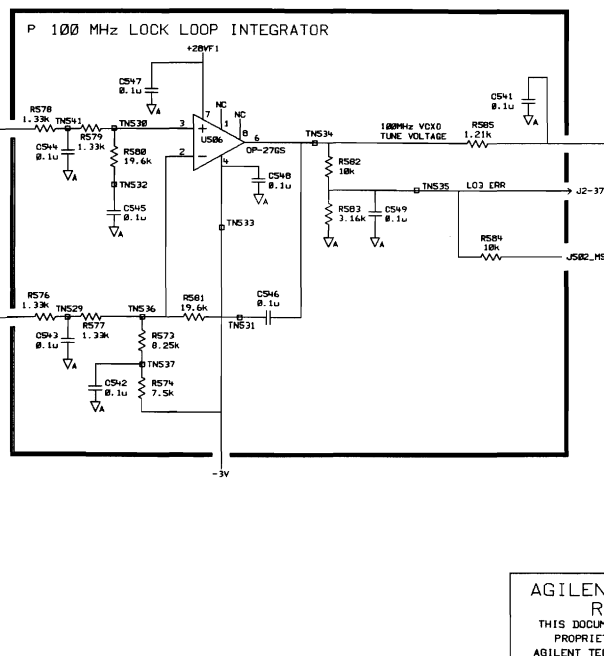 P 100 MHz LOCK LOOP INTEGRATOR
+28VF1
C547
0.1u
A
NC
7
1
NC
8
R578
1.33k
TN541
R579
1.33k
TN530
3
+
U506
6
OP-27GS
2
−
4
C544
0.1u
A
R580
19.6k
TN532
C545
0.1u
A
C548
0.1u
A
TN533
TN534
100MHz VCXO
TUNE VOLTAGE
R585
1.21k
C541
0.1u
A
R582
10k
TN535
LO3 ERR
J2-37
R583
3.16k
A
C549
0.1u
A
R584
10k
J502_MS
R576
1.33k
TN529
R577
1.33k
TN536
R581
19.6k
TN531
C546
0.1u
C543
0.1u
A
R573
8.25k
TN537
C542
0.1u
A
R574
7.5k
-3V
AGILEN
R
THIS DOCUM
PROPRIET
AGILENT TE